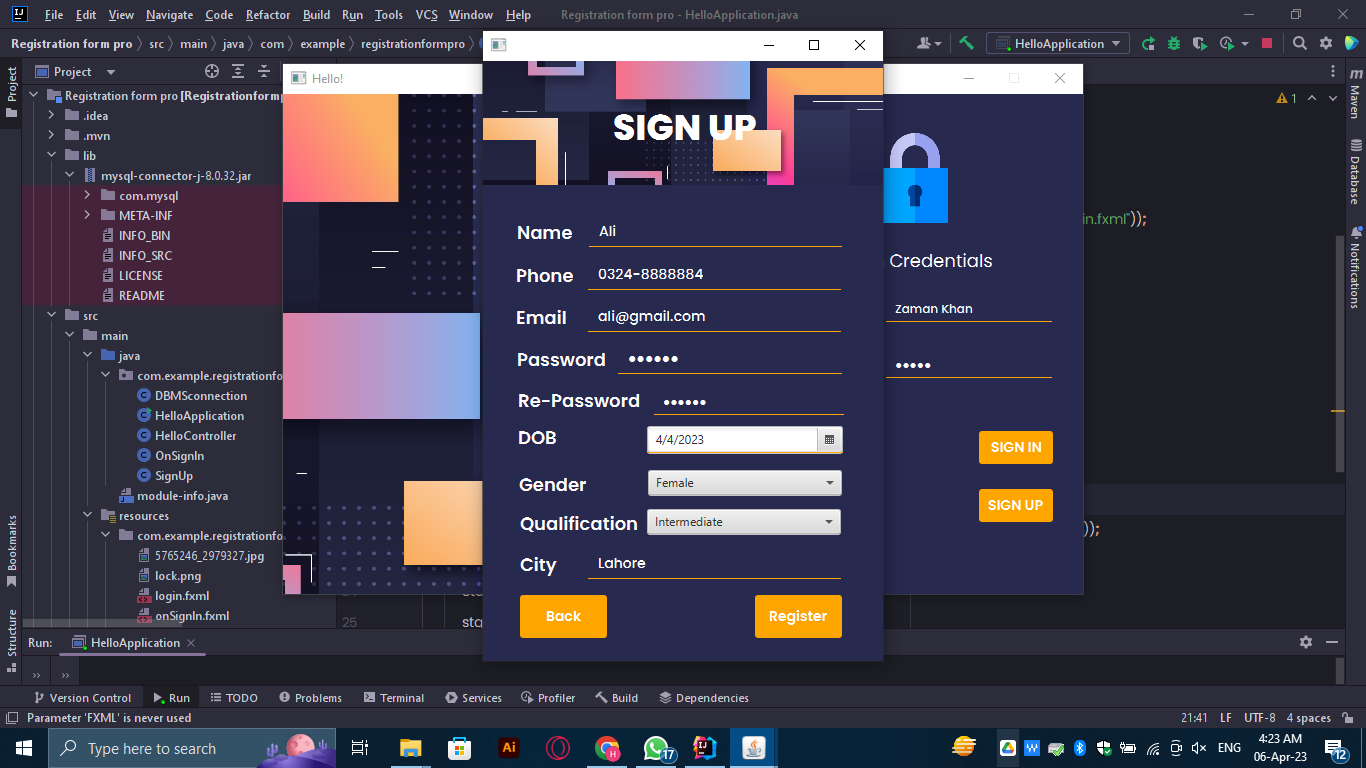 File Edit View Navigate Code Refactor Build Run Tools VCS Window Help Registration form pro - HelloApplication.java
Registration form pro src main java com example registrationformpro HelloApplication
Project
Hello!
Project
Maven
Database
Notifications
Bookmarks
Structure
Registration form pro [Registrationform
.idea
.mvn
lib
mysql-connector-j-8.0.32.jar
com.mysql
META-INF
INFO_BIN
INFO_SRC
LICENSE
README
src
main
java
com.example.registrationfo
DBMSconnection
HelloApplication
HelloController
OnSignIn
SignUp
module-info.java
resources
com.example.registrationfo
5765246_2979327.jpg
lock.png
login.fxml
onSignIn.fxml
SIGN UP
Name Ali
Phone 0324-8888884
Email ali@gmail.com
Password ••••••
Re-Password ••••••
DOB 4/4/2023
Gender Female
Qualification Intermediate
City Lahore
Back Register
1
in.fxml"));
Credentials
Zaman Khan
•••••
SIGN IN
SIGN UP
));
sta
25 sta
Run: HelloApplication
Version Control Run TODO Problems Terminal Services Profiler Build Dependencies
Parameter 'FXML' is never used 21:41 LF UTF-8 4 spaces
Type here to search
Ai
17
ENG
4:23 AM
06-Apr-23
12